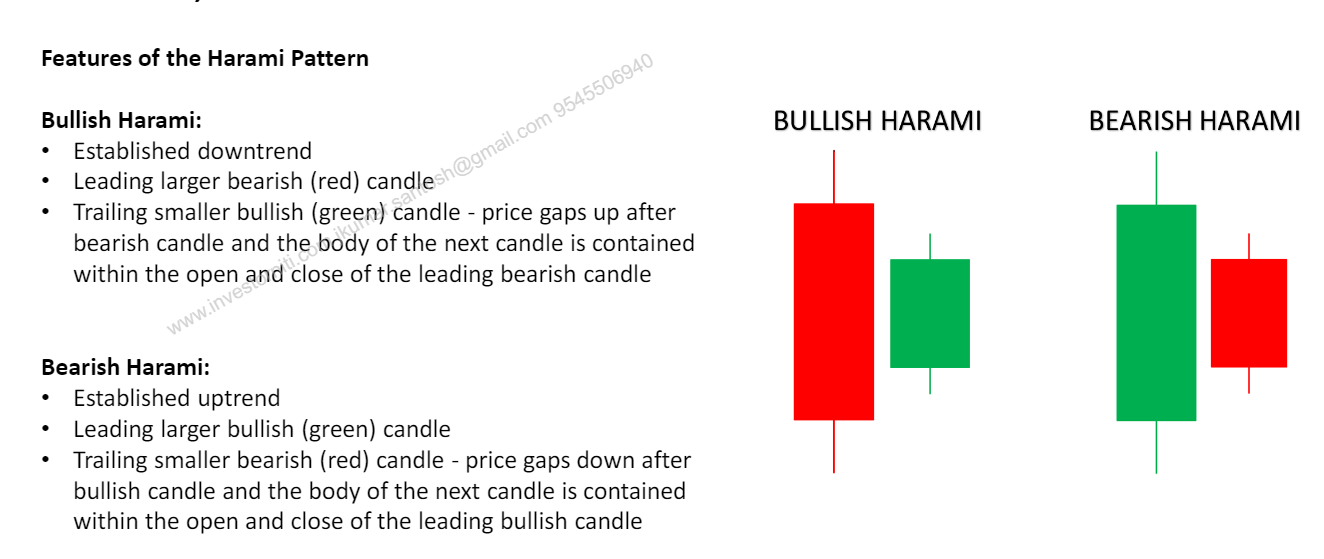 Features of the Harami Pattern
Bullish Harami:
• Established downtrend
• Leading larger bearish (red) candle
• Trailing smaller bullish (green) candle - price gaps up after
bearish candle and the body of the next candle is contained
within the open and close of the leading bearish candle
Bearish Harami:
• Established uptrend
• Leading larger bullish (green) candle
• Trailing smaller bearish (red) candle - price gaps down after
bullish candle and the body of the next candle is contained
within the open and close of the leading bullish candle
BULLISH HARAMI
BEARISH HARAMI
9545506940